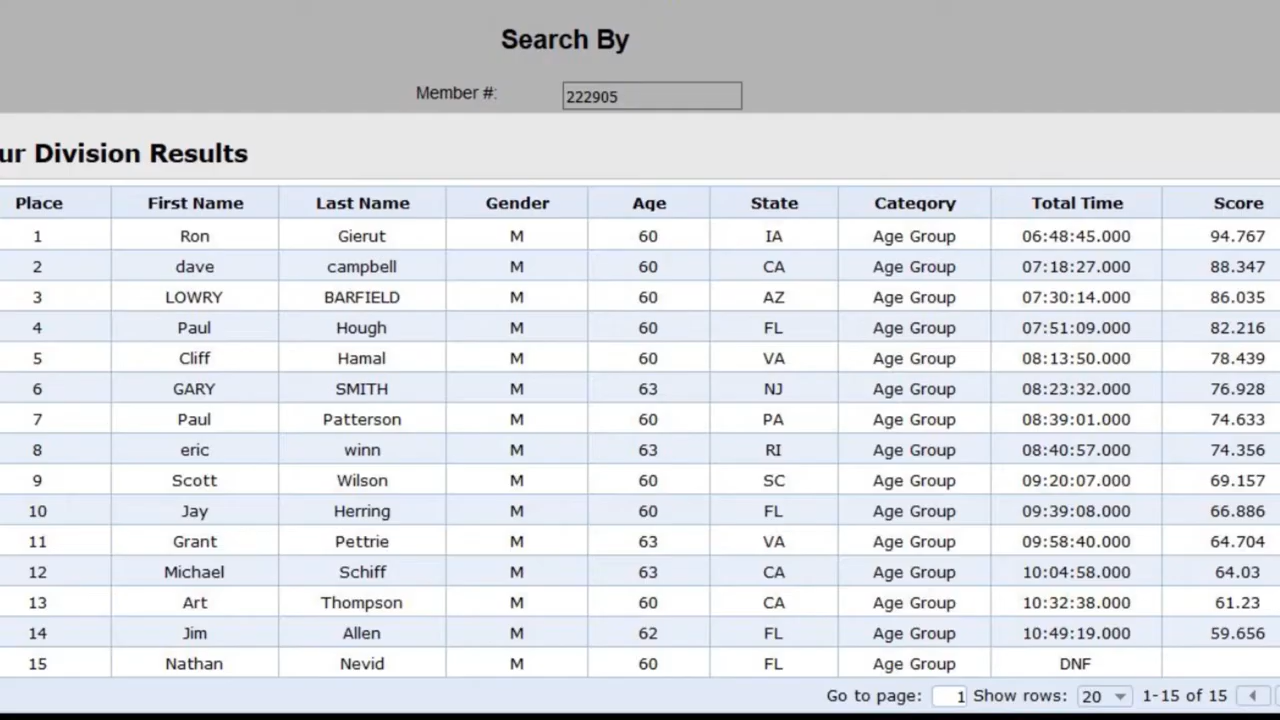 Search By
Member #: 222905
ur Division Results
Place First Name Last Name Gender Age State Category Total Time Score
1 Ron Gierut M 60 IA Age Group 06:48:45.000 94.767
2 dave campbell M 60 CA Age Group 07:18:27.000 88.347
3 LOWRY BARFIELD M 60 AZ Age Group 07:30:14.000 86.035
4 Paul Hough M 60 FL Age Group 07:51:09.000 82.216
5 Cliff Hamal M 60 VA Age Group 08:13:50.000 78.439
6 GARY SMITH M 63 NJ Age Group 08:23:32.000 76.928
7 Paul Patterson M 60 PA Age Group 08:39:01.000 74.633
8 eric winn M 63 RI Age Group 08:40:57.000 74.356
9 Scott Wilson M 60 SC Age Group 09:20:07.000 69.157
10 Jay Herring M 60 FL Age Group 09:39:08.000 66.886
11 Grant Pettrie M 63 VA Age Group 09:58:40.000 64.704
12 Michael Schiff M 63 CA Age Group 10:04:58.000 64.03
13 Art Thompson M 60 CA Age Group 10:32:38.000 61.23
14 Jim Allen M 62 FL Age Group 10:49:19.000 59.656
15 Nathan Nevid M 60 FL Age Group DNF
Go to page: 1 Show rows: 20 1-15 of 15